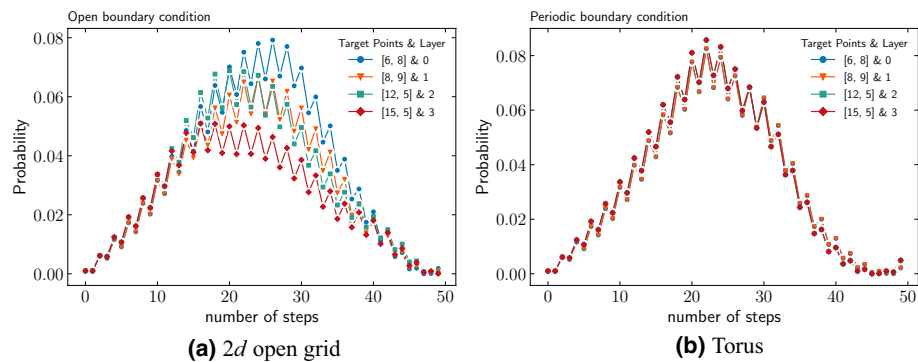 Open boundary condition
Target Points & Layer
[6, 8] & 0
[8, 9] & 1
[12, 5] & 2
[15, 5] & 3
0.08
0.06
0.04
0.02
0.00
Probability
0 10 20 30 40 50
number of steps
(a) 2d open grid
Periodic boundary condition
Target Points & Layer
[6, 8] & 0
[8, 9] & 1
[12, 5] & 2
[15, 5] & 3
0.08
0.06
0.04
0.02
0.00
Probability
0 10 20 30 40 50
number of steps
(b) Torus